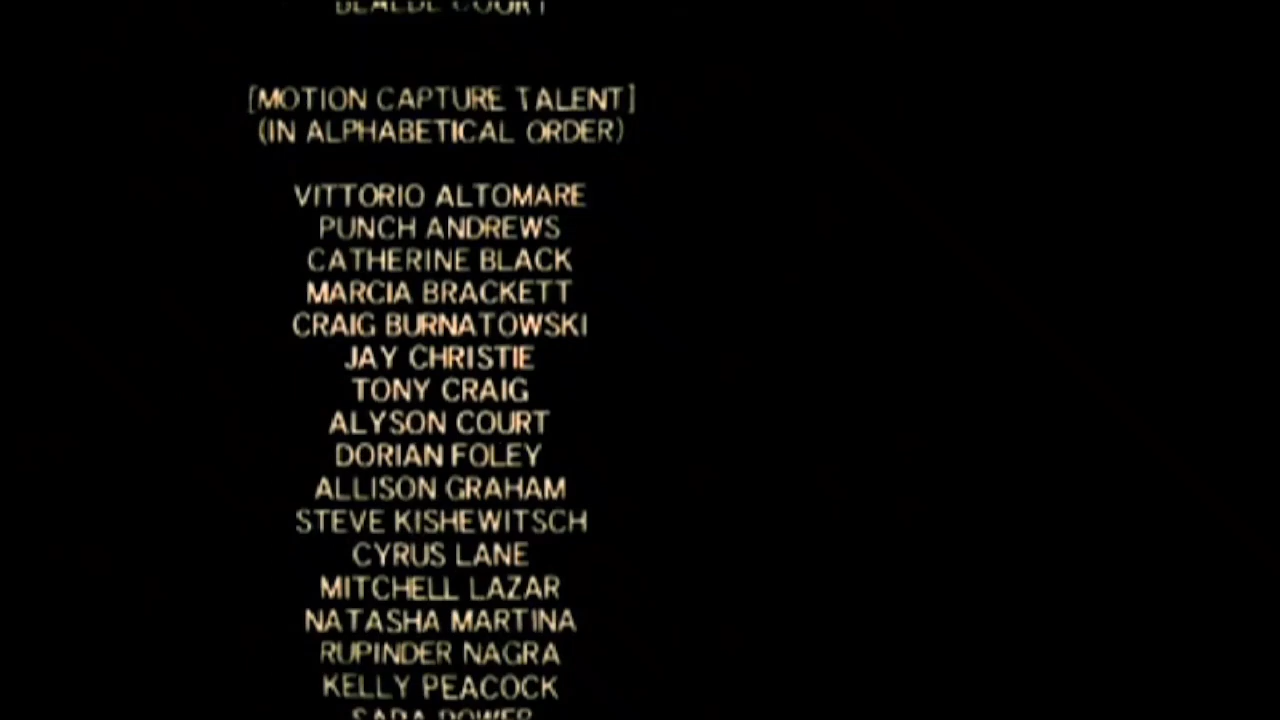 [MOTION CAPTURE TALENT]
(IN ALPHABETICAL ORDER)
VITTORIO ALTOMARE
PUNCH ANDREWS
CATHERINE BLACK
MARCIA BRACKETT
CRAIG BURNATOWSKI
JAY CHRISTIE
TONY CRAIG
ALYSON COURT
DORIAN FOLEY
ALLISON GRAHAM
STEVE KISHEWITSCH
CYRUS LANE
MITCHELL LAZAR
NATASHA MARTINA
RUPINDER NAGRA
KELLY PEACOCK
SARA POWER